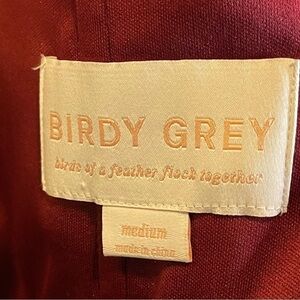 BIRDY GREY
birds of a feather flock together
medium
made in china